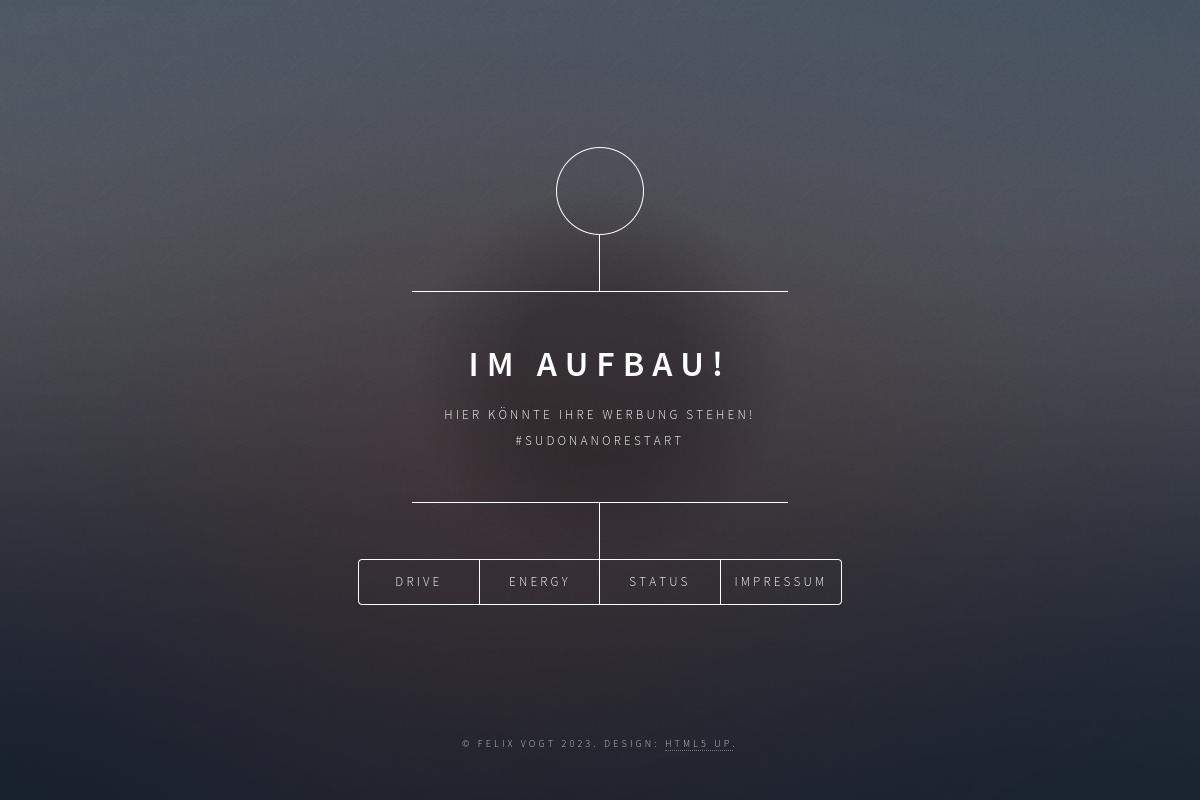 IM AUFBAU!
HIER KÖNNTE IHRE WERBUNG STEHEN!
#SUDONANORESTART
DRIVE ENERGY STATUS IMPRESSUM
© FELIX VOGT 2023. DESIGN: HTML5 UP.